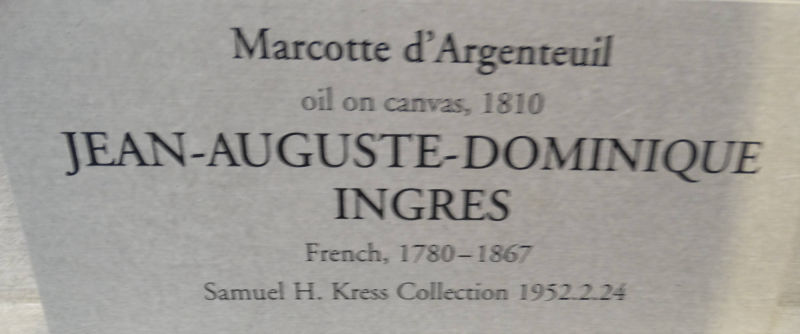 Marcotte d'Argenteuil
oil on canvas, 1810
JEAN-AUGUSTE-DOMINIQUE
INGRES
French, 1780–1867
Samuel H. Kress Collection 1952.2.24